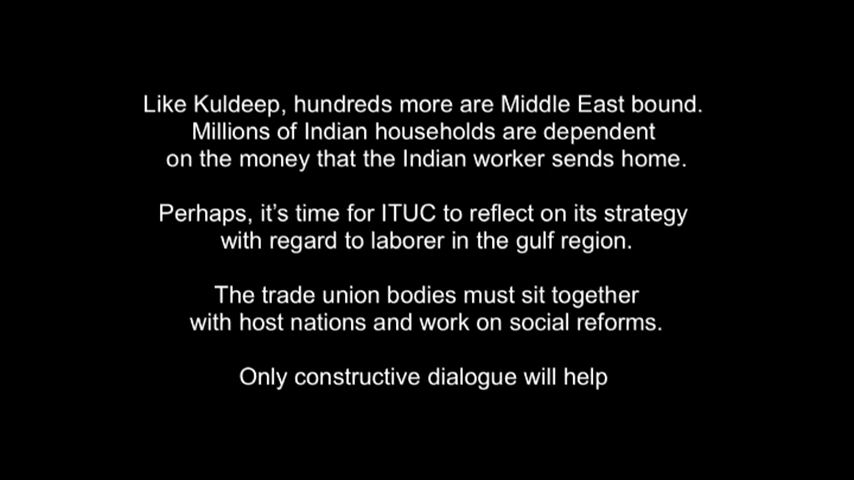 Like Kuldeep, hundreds more are Middle East bound.
Millions of Indian households are dependent
on the money that the Indian worker sends home.
Perhaps, it's time for ITUC to reflect on its strategy
with regard to laborer in the gulf region.
The trade union bodies must sit together
with host nations and work on social reforms.
Only constructive dialogue will help